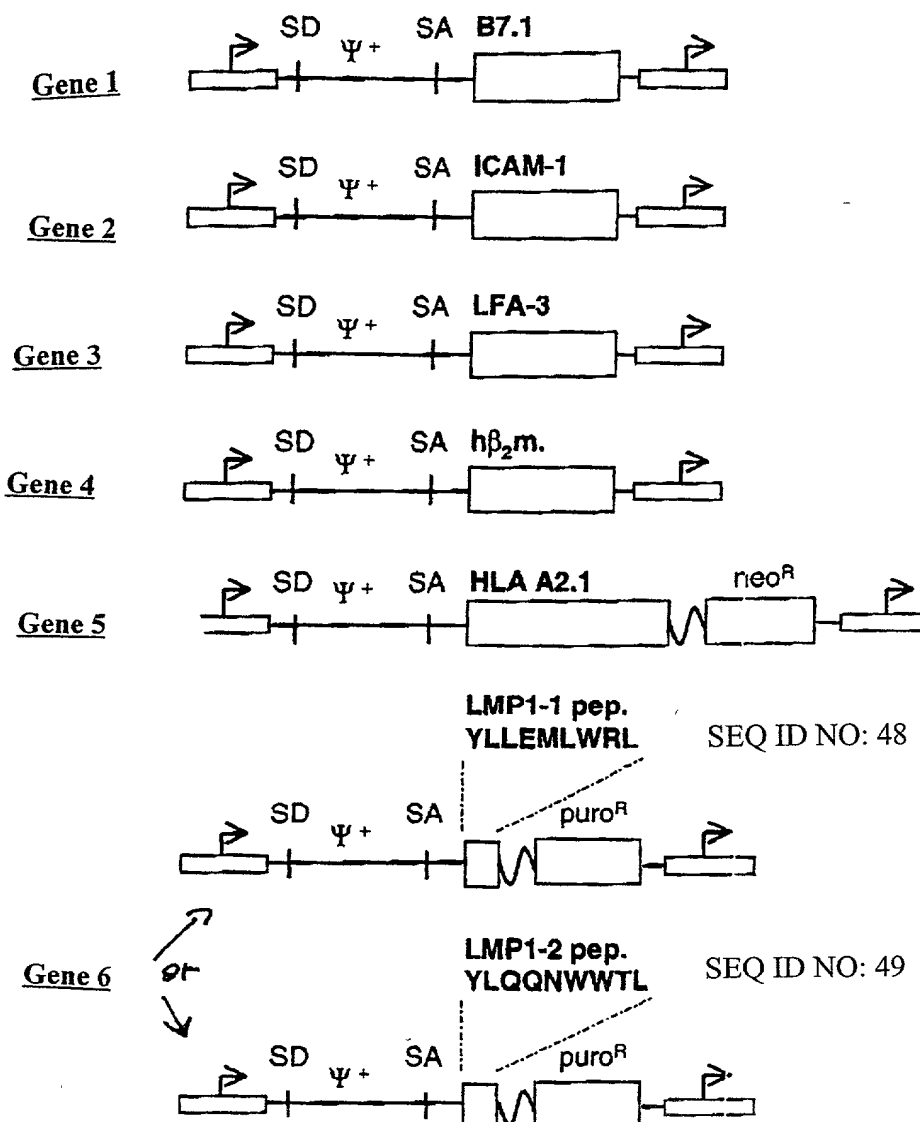 SD Ψ+ SA B7.1
Gene 1
SD Ψ+ SA ICAM-1
Gene 2
SD Ψ+ SA LFA-3
Gene 3
SD Ψ+ SA hβ₂m.
Gene 4
SD Ψ+ SA HLA A2.1 neoᴿ
Gene 5
LMP1-1 pep.
YLLEMLWRL SEQ ID NO: 48
SD Ψ+ SA puroᴿ
Gene 6 or
LMP1-2 pep.
YLQQNWWTL SEQ ID NO: 49
SD Ψ+ SA puroᴿ